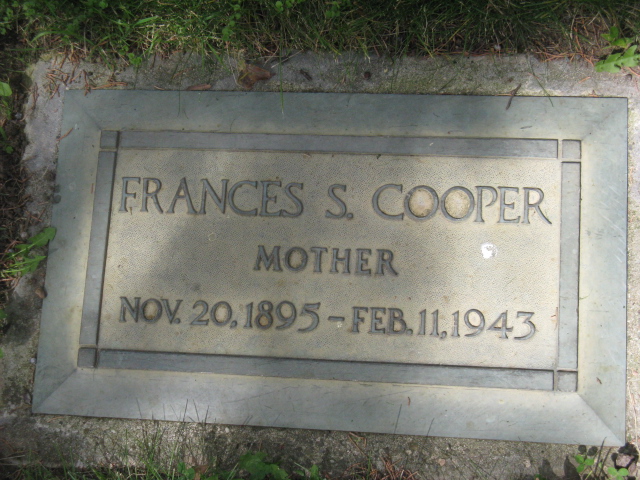 FRANCES S. COOPER
MOTHER
NOV. 20, 1895 – FEB. 11, 1943